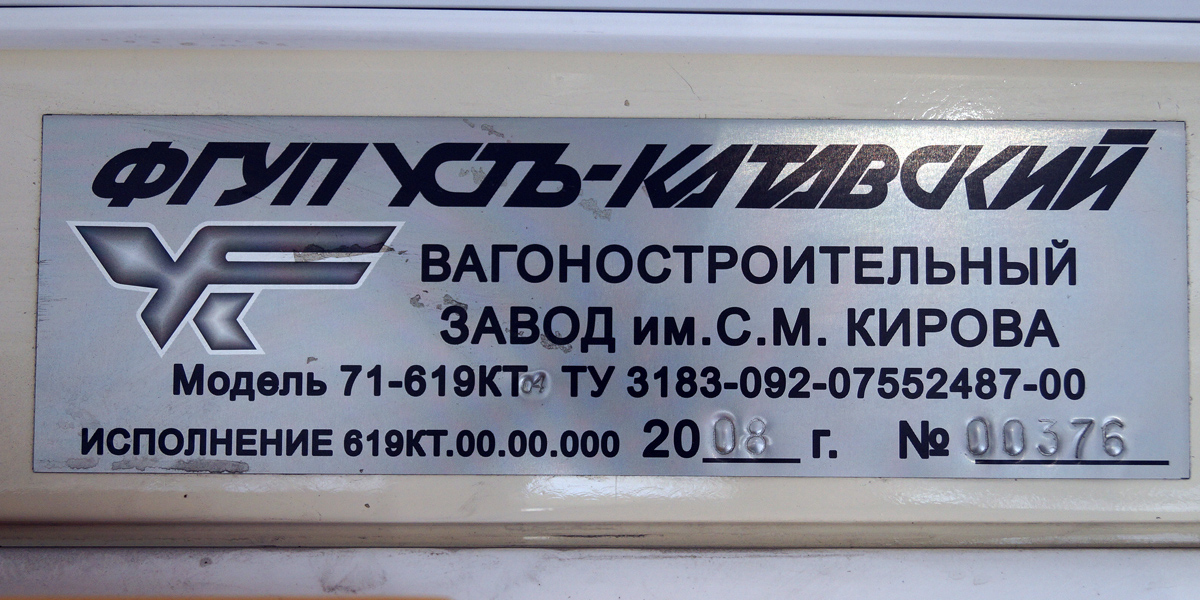 ФГУП УСТЬ-КАТАВСКИЙ
ВАГОНОСТРОИТЕЛЬНЫЙ
ЗАВОД им.С.М. КИРОВА
Модель 71-619КТ04 ТУ 3183-092-07552487-00
ИСПОЛНЕНИЕ 619КТ.00.00.000 2008 г. № 00376